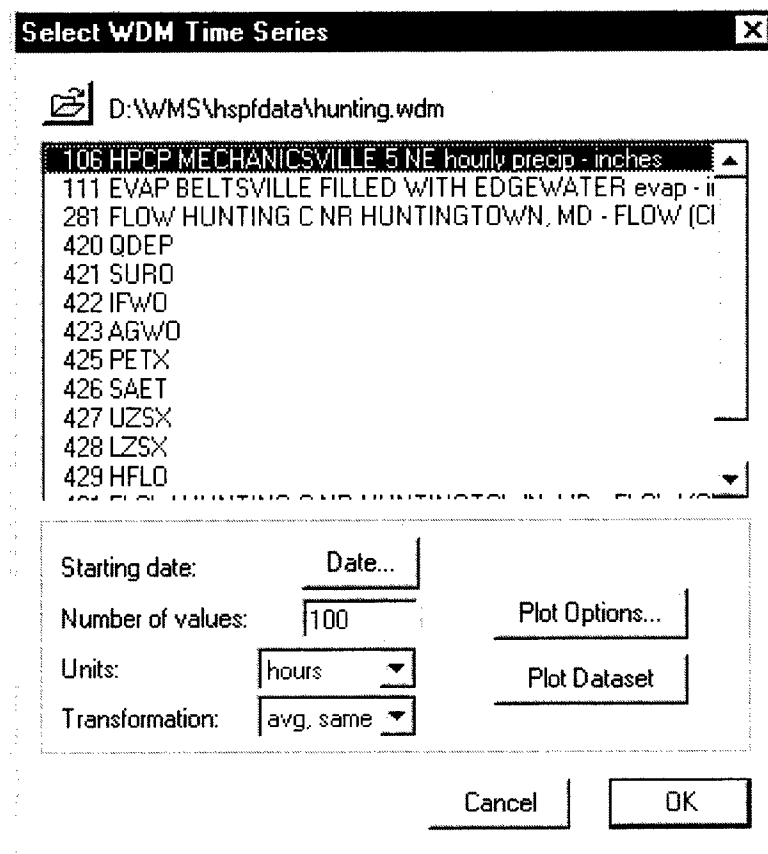 Select WDM Time Series
D:\WMS\hspfdata\hunting.wdm
106 HPCP MECHANICSVILLE 5 NE hourly precip - inches
111 EVAP BELTSVILLE FILLED WITH EDGEWATER evap - i
281 FLOW HUNTING C NR HUNTINGTOWN, MD - FLOW (C
420 QDEP
421 SURO
422 IFWO
423 AGWO
425 PETX
426 SAET
427 UZSX
428 LZSX
429 HFLO
Starting date: Date...
Number of values: 100
Plot Options...
Units: hours
Plot Dataset
Transformation: avg, same
Cancel OK